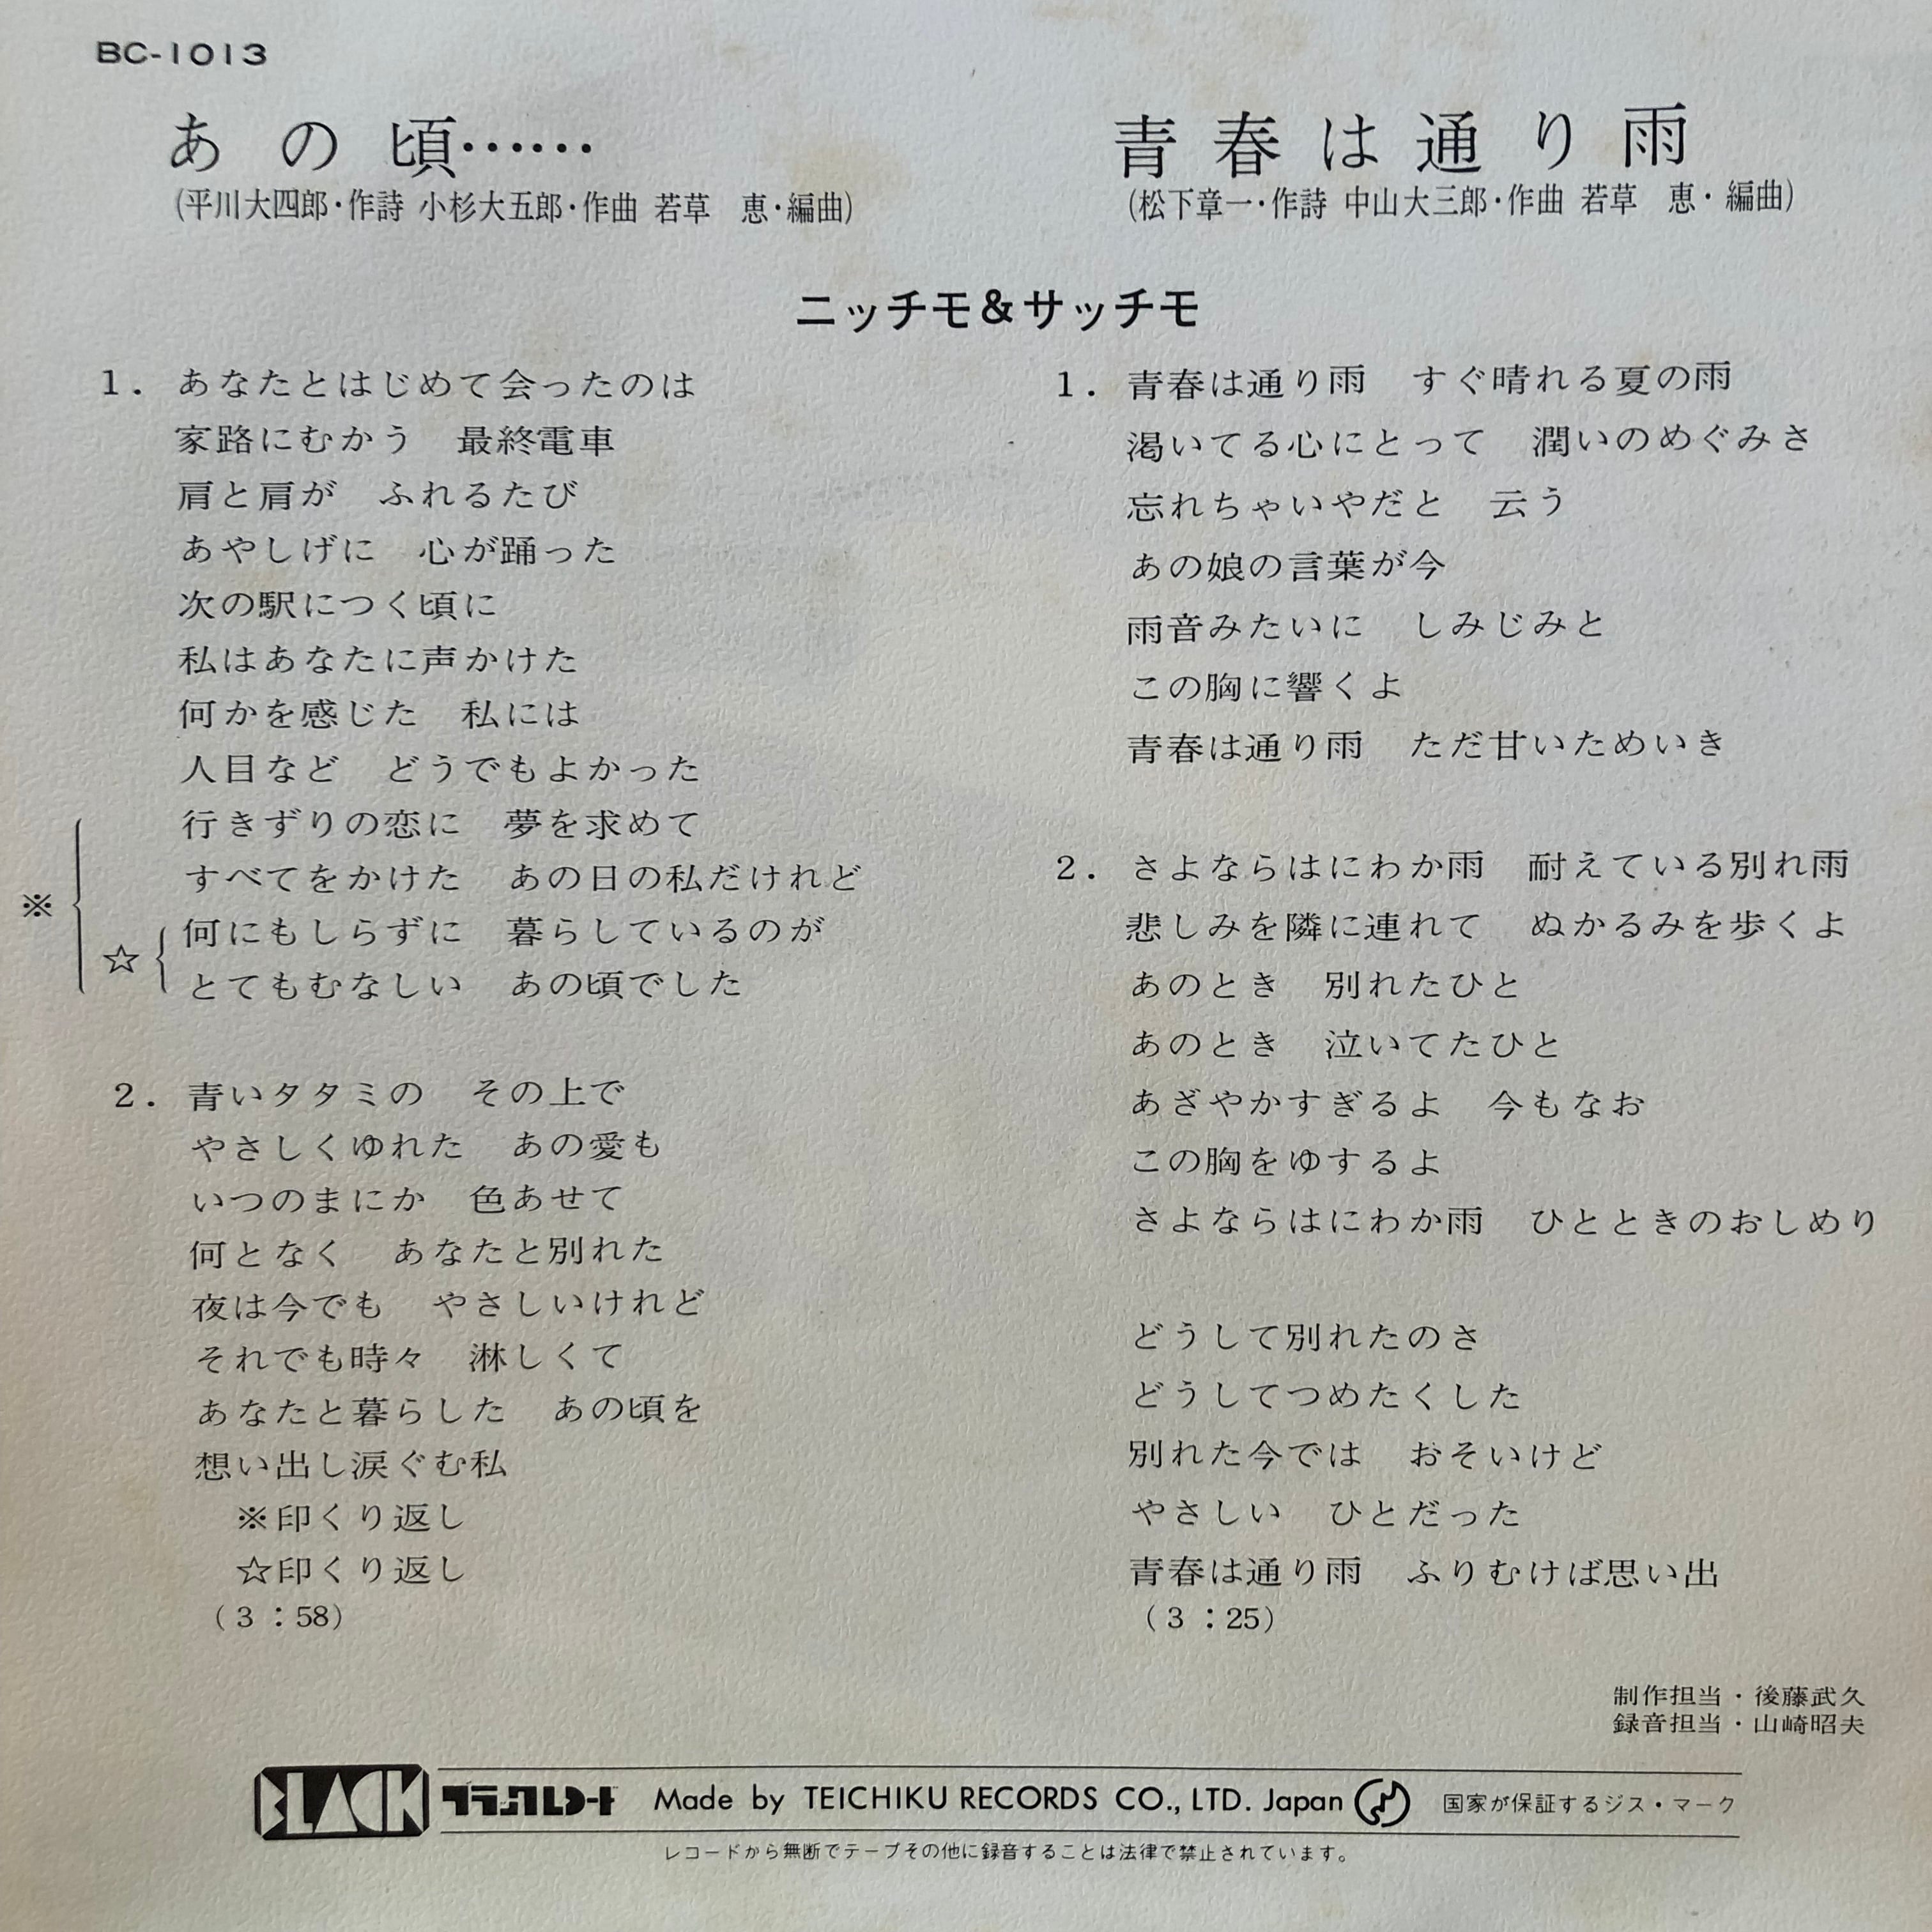 BC-1013
あの頃……
(平川大四郎・作詩 小杉大五郎・作曲 若草 恵・編曲)
青春は通り雨
(松下章一・作詩 中山大三郎・作曲 若草 恵・編曲)
ニッチモ&サッチモ
1. あなたとはじめて会ったのは
家路にむかう 最終電車
肩と肩が ふれるたび
あやしげに 心が踊った
次の駅につく頃に
私はあなたに声かけた
何かを感じた 私には
人目など どうでもよかった
行きずりの恋に 夢を求めて
すべてをかけた あの日の私だけれど
※
☆ 何にもしらずに 暮らしているのが
とてもむなしい あの頃でした
2. 青いタタミの その上で
やさしくゆれた あの愛も
いつのまにか 色あせて
何となく あなたと別れた
夜は今でも やさしいけれど
それでも時々 淋しくて
あなたと暮らした あの頃を
想い出し涙ぐむ私
※印くり返し
☆印くり返し
(3:58)
1. 青春は通り雨 すぐ晴れる夏の雨
渇いてる心にとって 潤いのめぐみさ
忘れちゃいやだと 云う
あの娘の言葉が今
雨音みたいに しみじみと
この胸に響くよ
青春は通り雨 ただ甘いためいき
2. さよならはにわか雨 耐えている別れ雨
悲しみを隣に連れて ぬかるみを歩くよ
あのとき 別れたひと
あのとき 泣いてたひと
あざやかすぎるよ 今もなお
この胸をゆするよ
さよならはにわか雨 ひとときのおしめり
どうして別れたのさ
どうしてつめたくした
別れた今では おそいけど
やさしい ひとだった
青春は通り雨 ふりむけば思い出
(3:25)
制作担当・後藤武久
録音担当・山崎昭夫
BLACK ブラックレコード Made by TEICHIKU RECORDS CO., LTD. Japan 国家が保証するジス・マーク
レコードから無断でテープその他に録音することは法律で禁止されています。